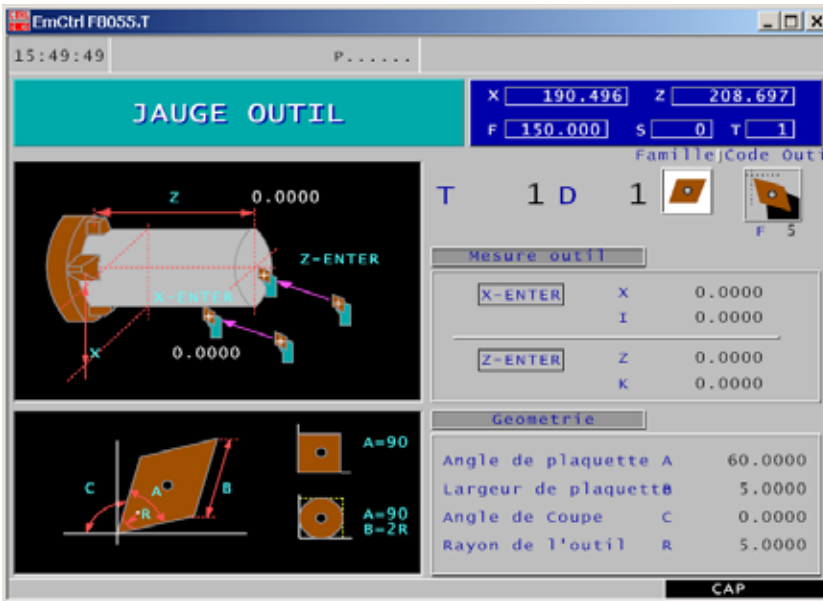 EmCtrl F8055.T
15:49:49 P......
JAUGE OUTIL
X 190.496 Z 208.697
F 150.000 S 0 T 1
Famille Code Outi
T 1 D 1
F 5
Z 0.0000
Z-ENTER
X-ENTER
X 0.0000
Mesure outil
X-ENTER X 0.0000
I 0.0000
Z-ENTER Z 0.0000
K 0.0000
A=90
C A B
R
A=90
B=2R
Geometrie
Angle de plaquette A 60.0000
Largeur de plaquette B 5.0000
Angle de Coupe C 0.0000
Rayon de l'outil R 5.0000
CAP